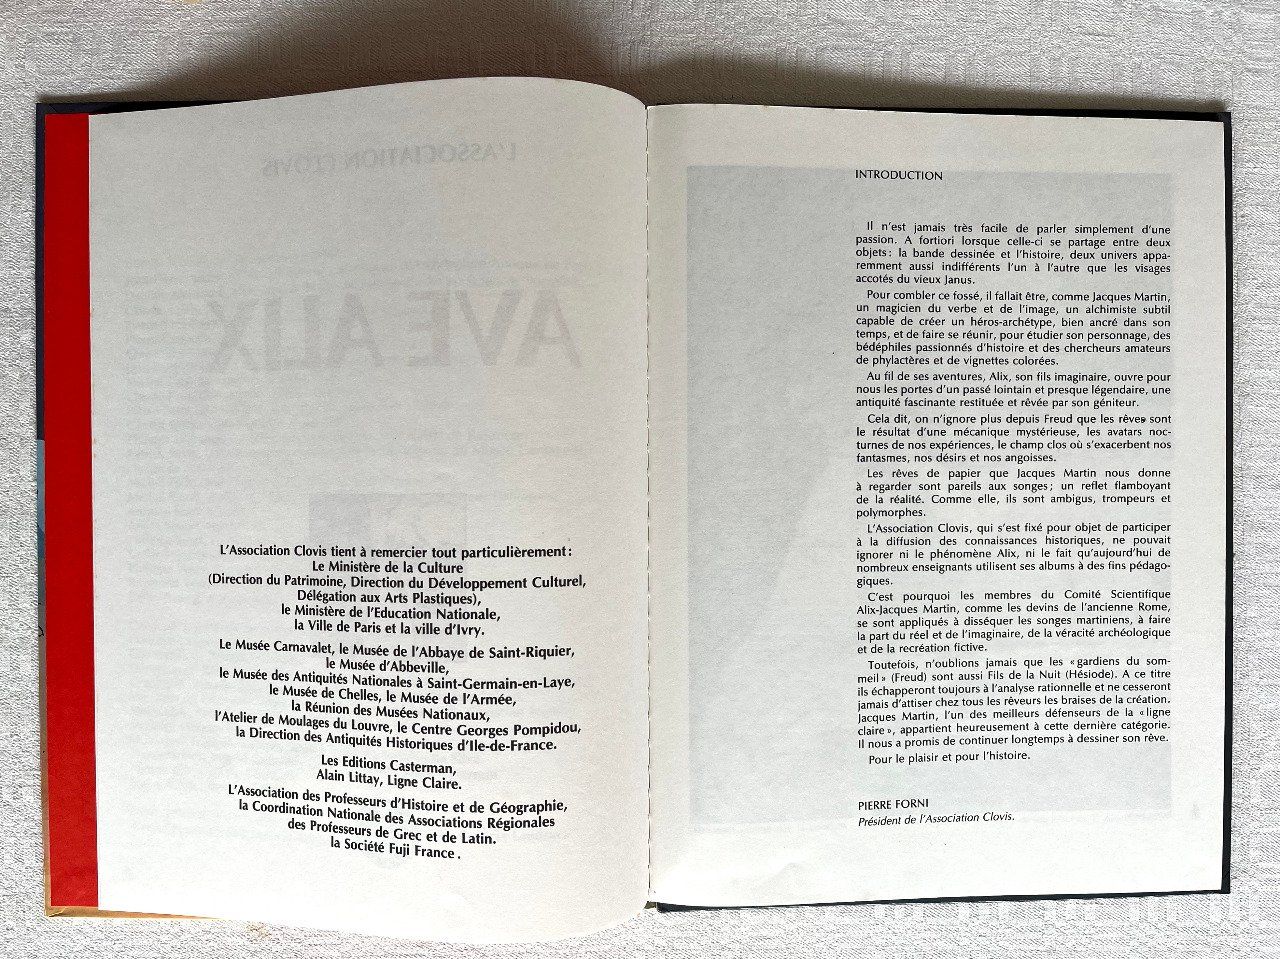 L'ASSOCIATION CLOVIS
AVE ALIX
L'Association Clovis tient à remercier tout particulièrement :
Le Ministère de la Culture
(Direction du Patrimoine, Direction du Développement Culturel,
Délégation aux Arts Plastiques),
le Ministère de l'Education Nationale,
la Ville de Paris et la ville d'Ivry.
Le Musée Carnavalet, le Musée de l'Abbaye de Saint-Riquier,
le Musée d'Abbeville,
le Musée des Antiquités Nationales à Saint-Germain-en-Laye,
le Musée de Chelles, le Musée de l'Armée,
la Réunion des Musées Nationaux,
l'Atelier de Moulages du Louvre, le Centre Georges Pompidou,
la Direction des Antiquités Historiques d'Ile-de-France.
Les Editions Casterman,
Alain Littay, Ligne Claire.
L'Association des Professeurs d'Histoire et de Géographie,
la Coordination Nationale des Associations Régionales
des Professeurs de Grec et de Latin.
la Société Fuji France.
INTRODUCTION
Il n'est jamais très facile de parler simplement d'une
passion. A fortiori lorsque celle-ci se partage entre deux
objets : la bande dessinée et l'histoire, deux univers appa-
remment aussi indifférents l'un à l'autre que les visages
accotés du vieux Janus.
Pour combler ce fossé, il fallait être, comme Jacques Martin,
un magicien du verbe et de l'image, un alchimiste subtil
capable de créer un héros-archétype, bien ancré dans son
temps, et de faire se réunir, pour étudier son personnage, des
bédéphiles passionnés d'histoire et des chercheurs amateurs
de phylactères et de vignettes colorées.
Au fil de ses aventures, Alix, son fils imaginaire, ouvre pour
nous les portes d'un passé lointain et presque légendaire, une
antiquité fascinante restituée et rêvée par son géniteur.
Cela dit, on n'ignore plus depuis Freud que les rêves sont
le résultat d'une mécanique mystérieuse, les avatars noc-
turnes de nos expériences, le champ clos où s'exacerbent nos
fantasmes, nos désirs et nos angoisses.
Les rêves de papier que Jacques Martin nous donne
à regarder sont pareils aux songes ; un reflet flamboyant
de la réalité. Comme elle, ils sont ambigus, trompeurs et
polymorphes.
L'Association Clovis, qui s'est fixé pour objet de participer
à la diffusion des connaissances historiques, ne pouvait
ignorer ni le phénomène Alix, ni le fait qu'aujourd'hui de
nombreux enseignants utilisent ses albums à des fins pédago-
giques.
C'est pourquoi les membres du Comité Scientifique
Alix-Jacques Martin, comme les devins de l'ancienne Rome,
se sont appliqués à disséquer les songes martiniens, à faire
la part du réel et de l'imaginaire, de la véracité archéologique
et de la recréation fictive.
Toutefois, n'oublions jamais que les « gardiens du som-
meil » (Freud) sont aussi Fils de la Nuit (Hésiode). A ce titre
ils échapperont toujours à l'analyse rationnelle et ne cesseront
jamais d'attiser chez tous les rêveurs les braises de la création.
Jacques Martin, l'un des meilleurs défenseurs de la « ligne
claire », appartient heureusement à cette dernière catégorie.
Il nous a promis de continuer longtemps à dessiner son rêve.
Pour le plaisir et pour l'histoire.
PIERRE FORNI
Président de l'Association Clovis.